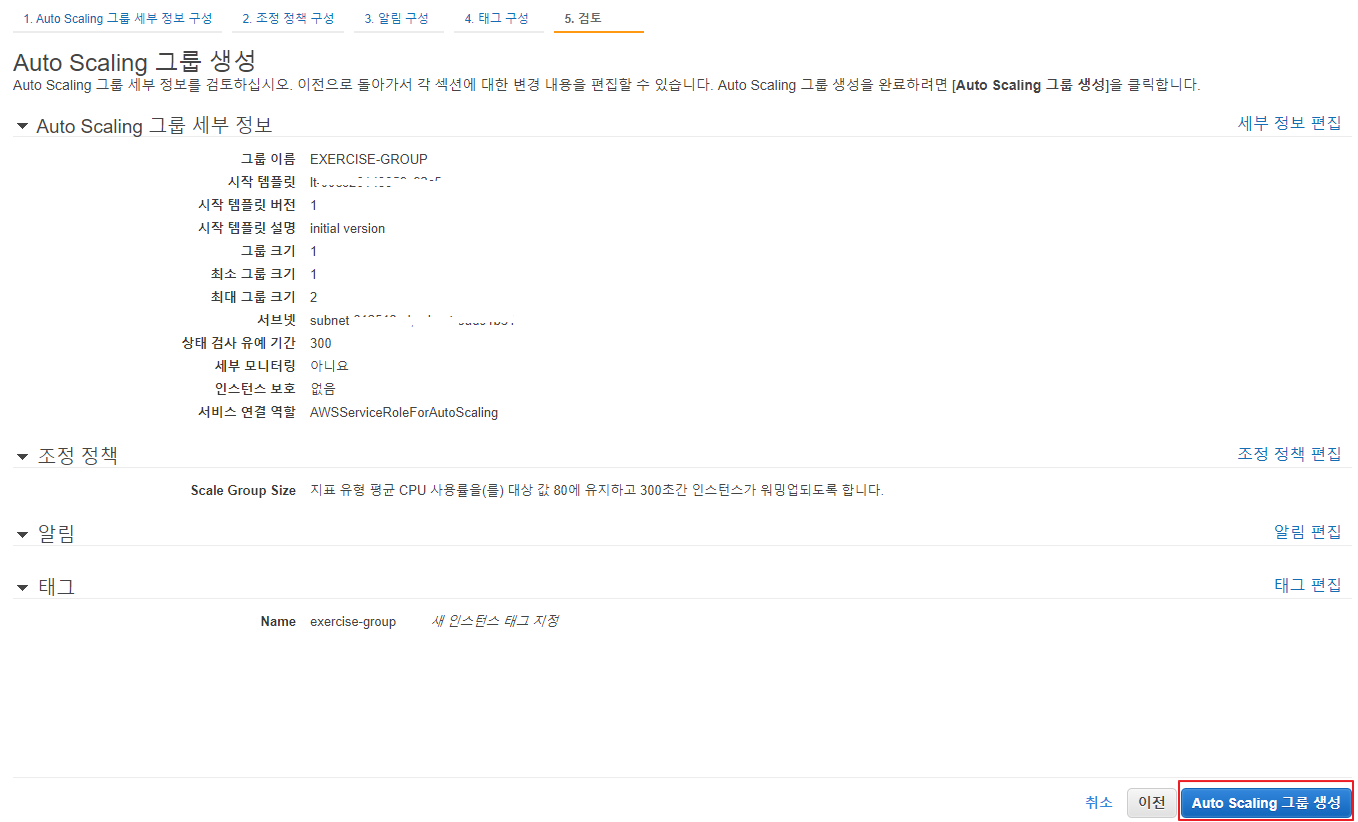 1. Auto Scaling 그룹 세부 정보 구성 2. 조정 정책 구성 3. 알림 구성 4. 태그 구성 5. 검토
Auto Scaling 그룹 생성
Auto Scaling 그룹 세부 정보를 검토하십시오. 이전으로 돌아가서 각 섹션에 대한 변경 내용을 편집할 수 있습니다. Auto Scaling 그룹 생성을 완료하려면 [Auto Scaling 그룹 생성]을 클릭합니다.
Auto Scaling 그룹 세부 정보 세부 정보 편집
그룹 이름 EXERCISE-GROUP
시작 템플릿
시작 템플릿 버전 1
시작 템플릿 설명 initial version
그룹 크기 1
최소 그룹 크기 1
최대 그룹 크기 2
서브넷 subnet
상태 검사 유예 기간 300
세부 모니터링 아니요
인스턴스 보호 없음
서비스 연결 역할 AWSServiceRoleForAutoScaling
조정 정책 조정 정책 편집
Scale Group Size 지표 유형 평균 CPU 사용률을(를) 대상 값 80에 유지하고 300초간 인스턴스가 워밍업되도록 합니다.
알림 알림 편집
태그 태그 편집
Name exercise-group 새 인스턴스 태그 지정
취소 이전 Auto Scaling 그룹 생성